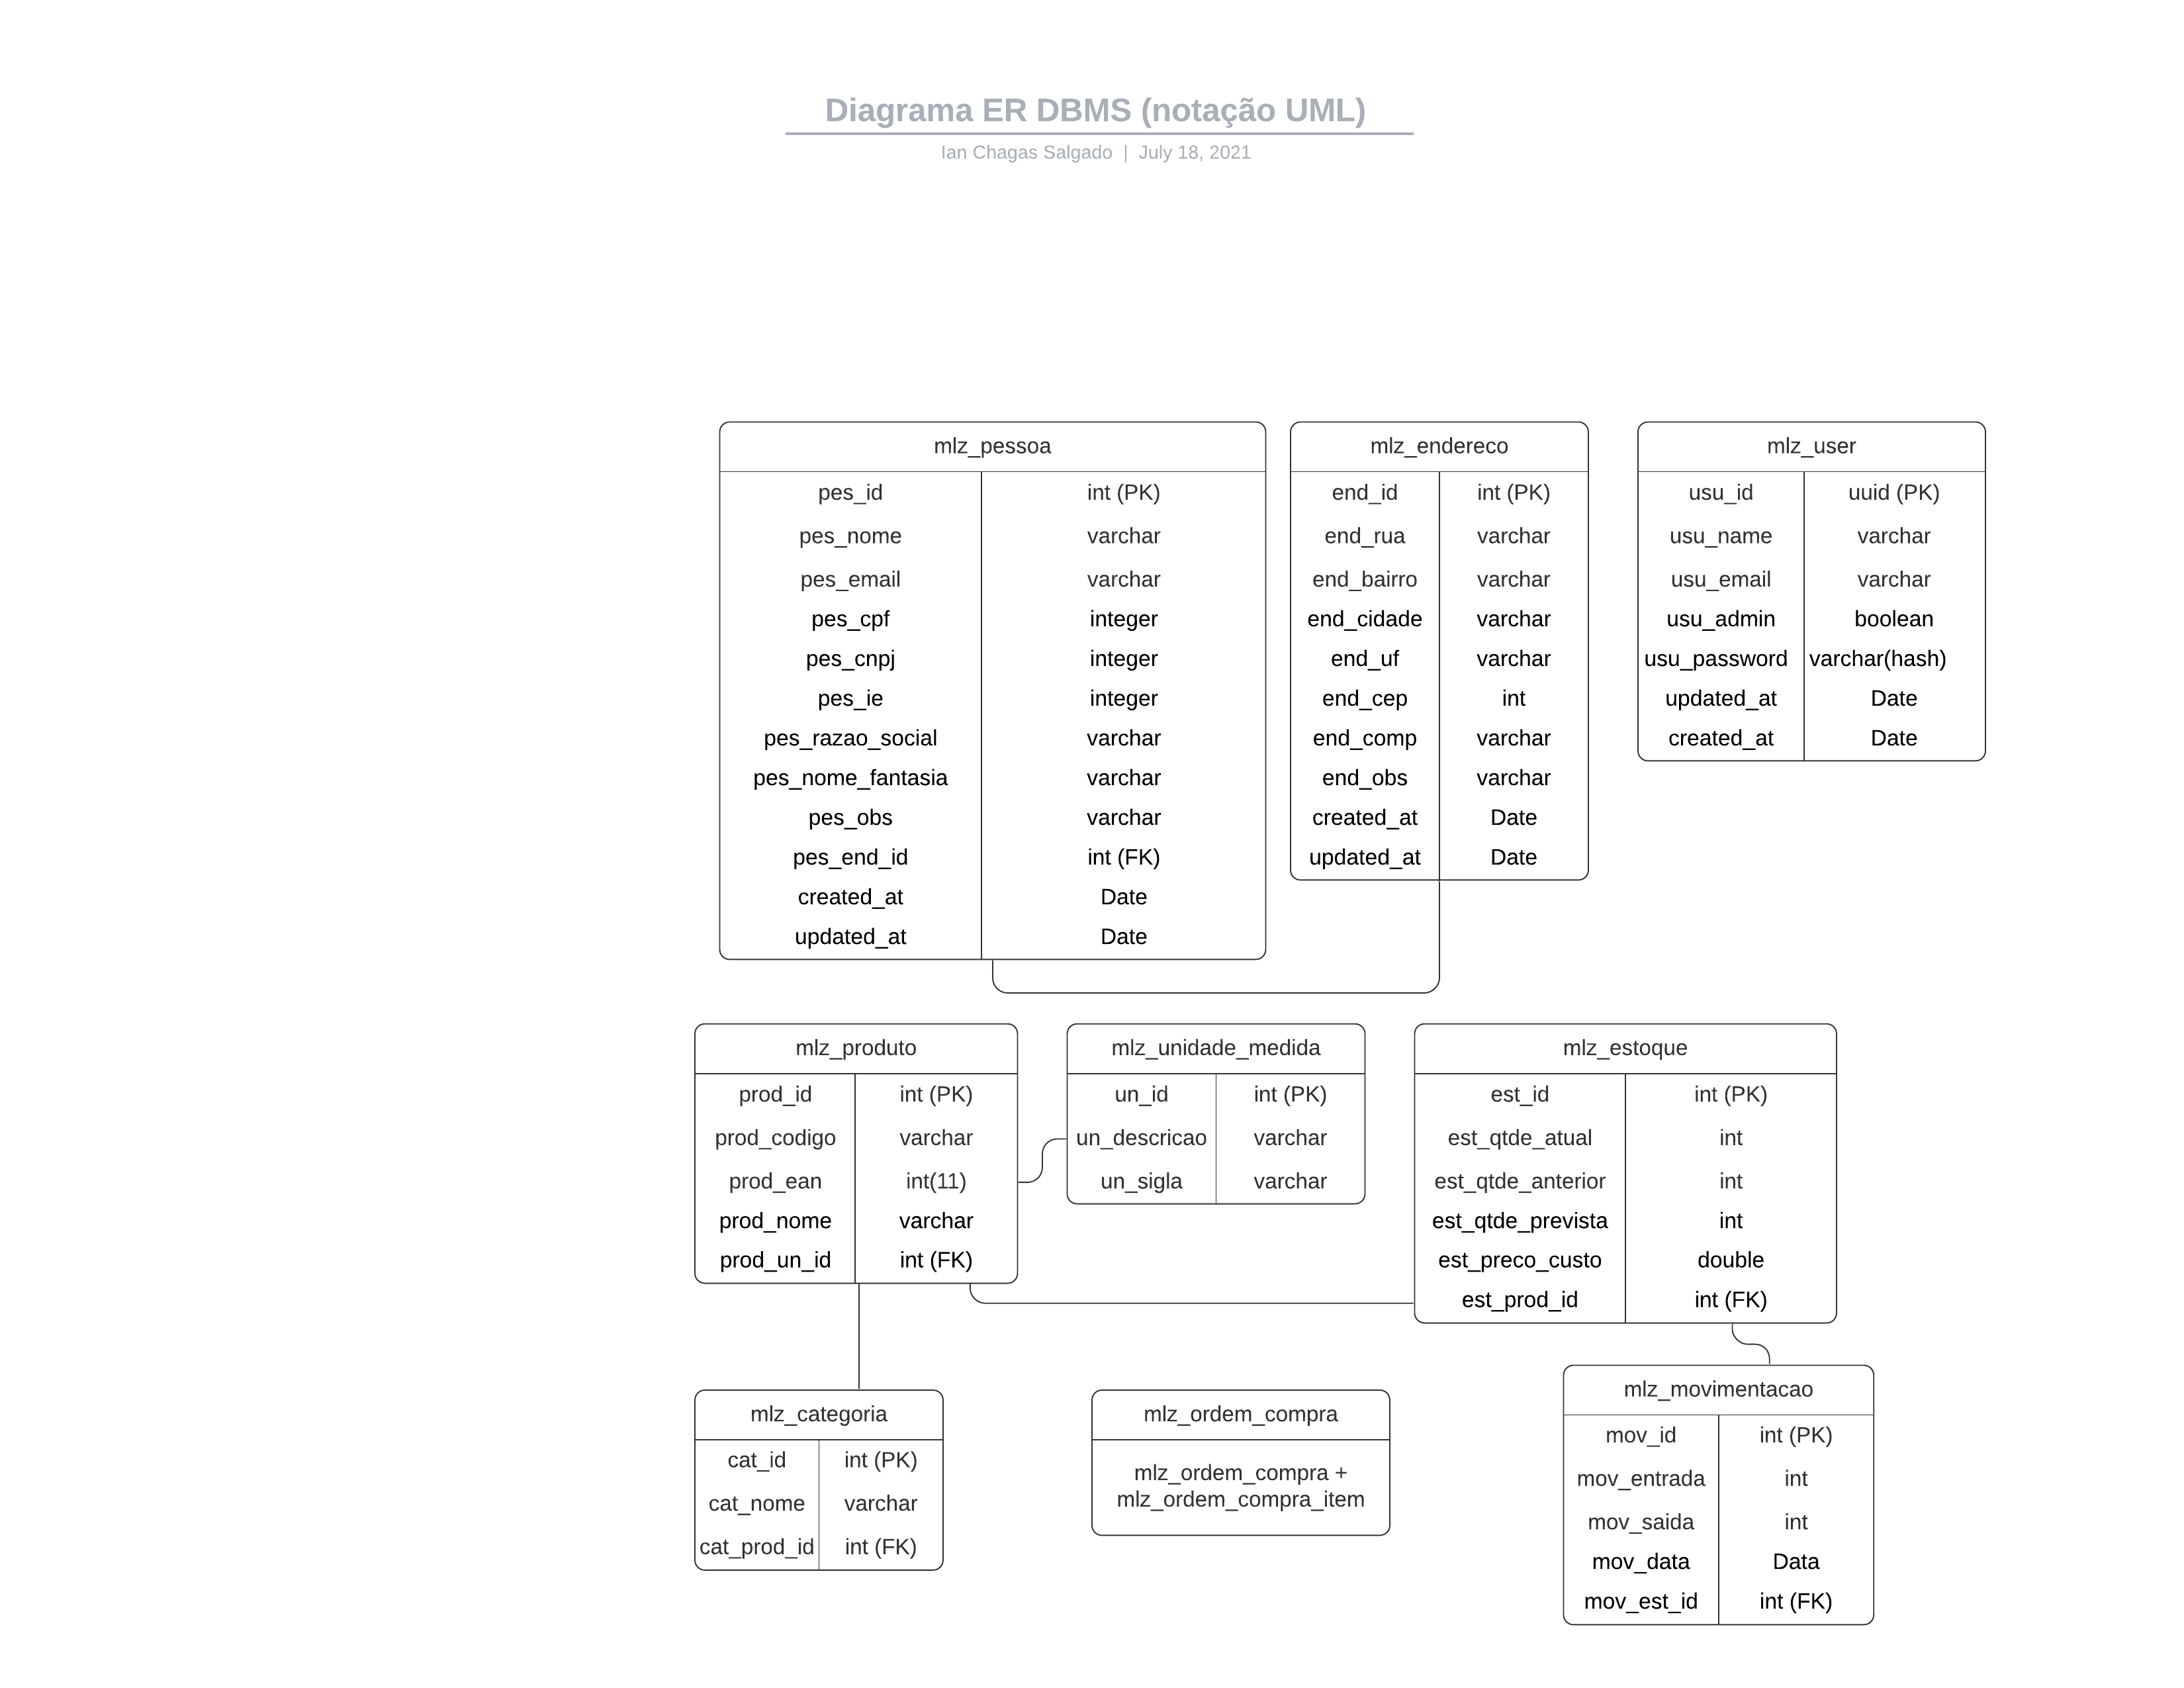 Diagrama ER DBMS (notação UML)
Ian Chagas Salgado | July 18, 2021
mlz_pessoa
pes_id int (PK)
pes_nome varchar
pes_email varchar
pes_cpf integer
pes_cnpj integer
pes_ie integer
pes_razao_social varchar
pes_nome_fantasia varchar
pes_obs varchar
pes_end_id int (FK)
created_at Date
updated_at Date
mlz_endereco
end_id int (PK)
end_rua varchar
end_bairro varchar
end_cidade varchar
end_uf varchar
end_cep int
end_comp varchar
end_obs varchar
created_at Date
updated_at Date
mlz_user
usu_id uuid (PK)
usu_name varchar
usu_email varchar
usu_admin boolean
usu_password varchar(hash)
updated_at Date
created_at Date
mlz_produto
prod_id int (PK)
prod_codigo varchar
prod_ean int(11)
prod_nome varchar
prod_un_id int (FK)
mlz_unidade_medida
un_id int (PK)
un_descricao varchar
un_sigla varchar
mlz_estoque
est_id int (PK)
est_qtde_atual int
est_qtde_anterior int
est_qtde_prevista int
est_preco_custo double
est_prod_id int (FK)
mlz_categoria
cat_id int (PK)
cat_nome varchar
cat_prod_id int (FK)
mlz_ordem_compra
mlz_ordem_compra +
mlz_ordem_compra_item
mlz_movimentacao
mov_id int (PK)
mov_entrada int
mov_saida int
mov_data Data
mov_est_id int (FK)